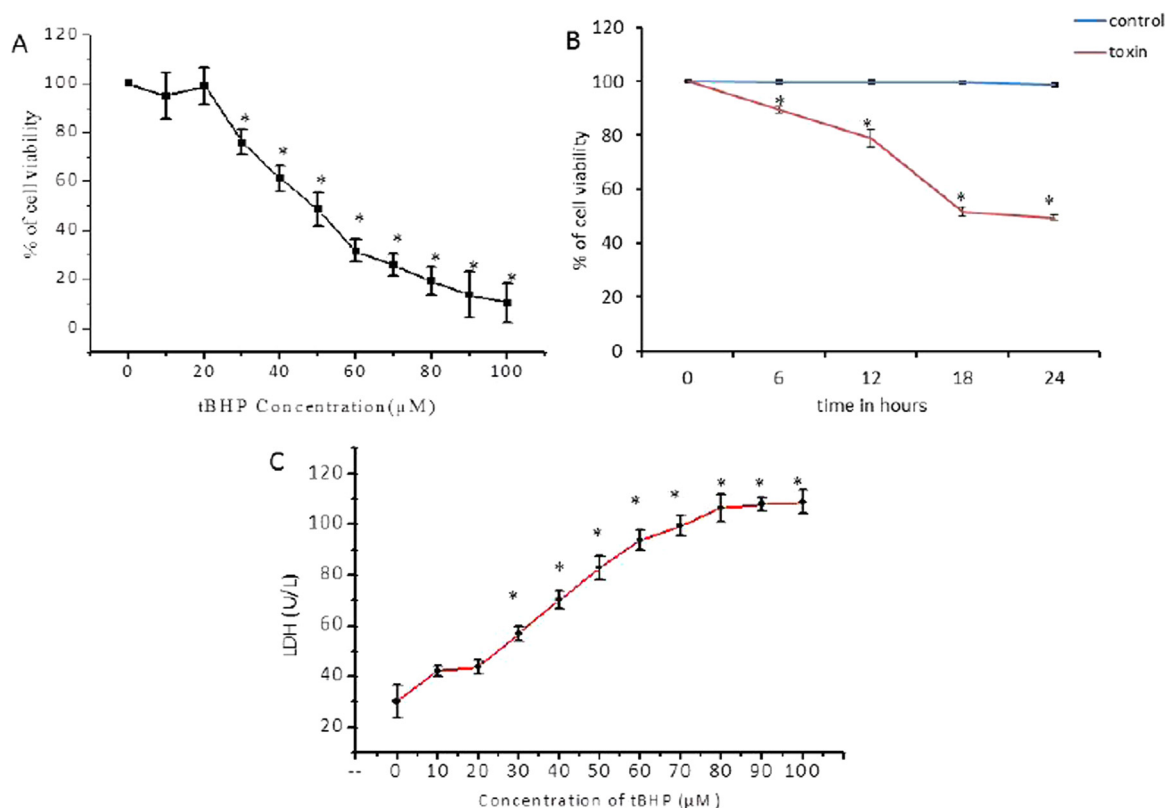 A
120
100
80
60
40
20
0
% of cell viability
* * * * * * * *
0 20 40 60 80 100
tBHP Concentration(µM)
B
control
toxin
120
100
80
60
40
20
0
% of cell viability
* * * *
0 6 12 18 24
time in hours
C
120
100
80
60
40
20
--
LDH (U/L)
* * * * * * * *
0 10 20 30 40 50 60 70 80 90 100
Concentration of tBHP (µM)